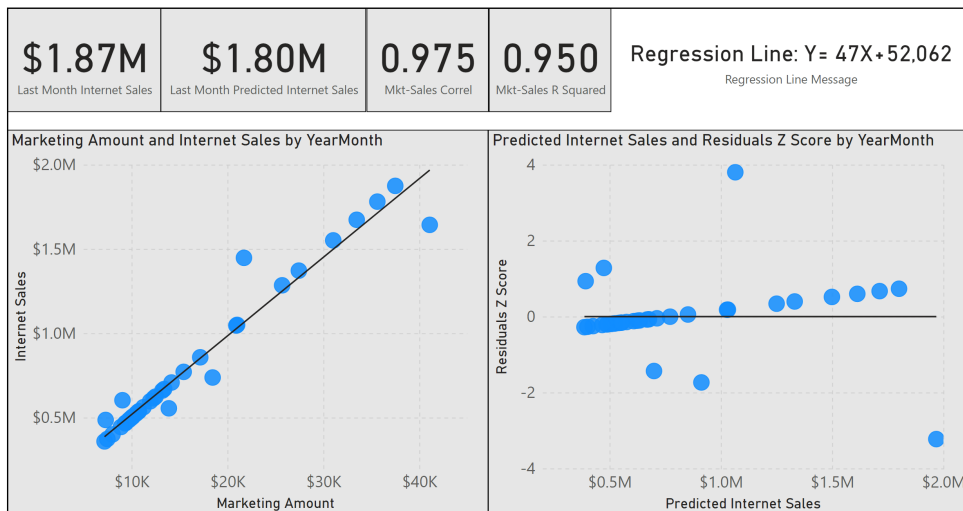 $1.87M
Last Month Internet Sales
$1.80M
Last Month Predicted Internet Sales
0.975
Mkt-Sales Correl
0.950
Mkt-Sales R Squared
Regression Line: Y= 47X+52,062
Regression Line Message
Marketing Amount and Internet Sales by YearMonth
$2.0M
$1.5M
$1.0M
$0.5M
Internet Sales
$10K $20K $30K $40K
Marketing Amount
Predicted Internet Sales and Residuals Z Score by YearMonth
4
2
0
-2
-4
Residuals Z Score
$0.5M $1.0M $1.5M $2.0M
Predicted Internet Sales